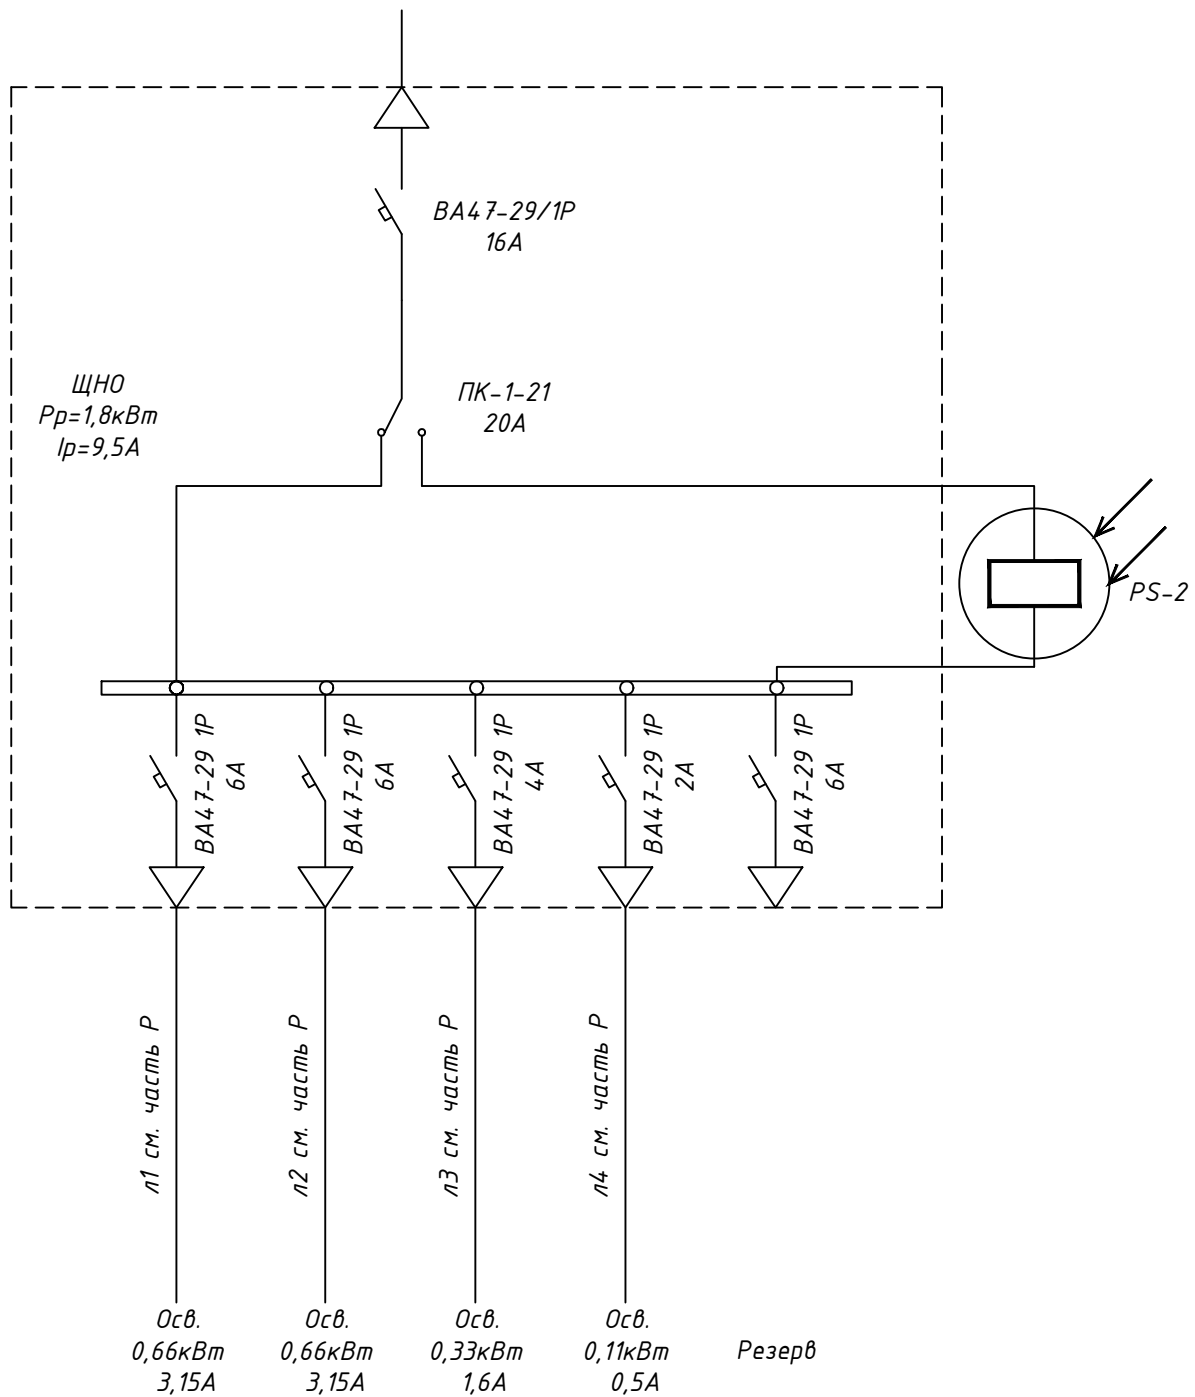 ВА47-29/1Р
16А
ЩНО
Рр=1,8кВт
Iр=9,5А
ПК-1-21
20А
PS-2
ВА47-29 1Р
6А
ВА47-29 1Р
6А
ВА47-29 1Р
4А
ВА47-29 1Р
2А
ВА47-29 1Р
6А
л1 см. часть Р
л2 см. часть Р
л3 см. часть Р
л4 см. часть Р
Осв.
0,66кВт
3,15А
Осв.
0,66кВт
3,15А
Осв.
0,33кВт
1,6А
Осв.
0,11кВт
0,5А
Резерв